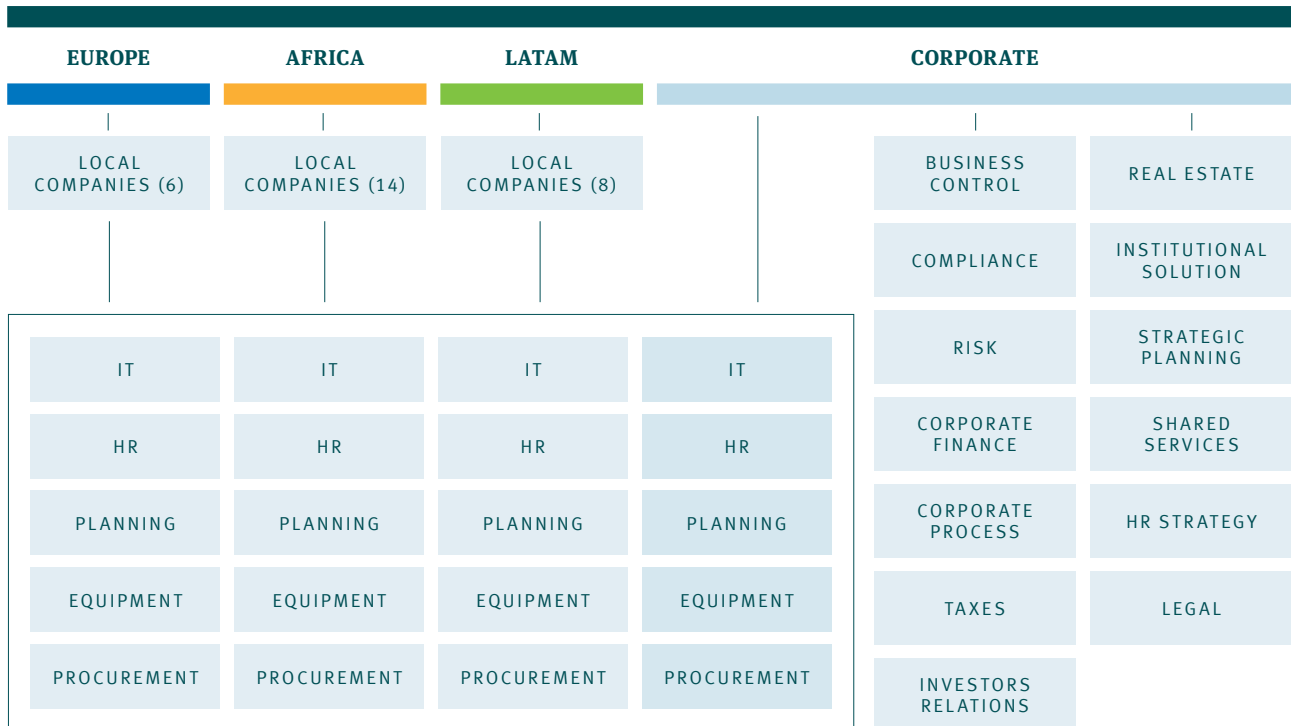 EUROPE
AFRICA
LATAM
CORPORATE
LOCAL
COMPANIES (6)
LOCAL
COMPANIES (14)
LOCAL
COMPANIES (8)
BUSINESS
CONTROL
REAL ESTATE
COMPLIANCE
INSTITUTIONAL
SOLUTION
RISK
STRATEGIC
PLANNING
CORPORATE
FINANCE
SHARED
SERVICES
CORPORATE
PROCESS
HR STRATEGY
TAXES
LEGAL
INVESTORS
RELATIONS
IT
IT
IT
IT
HR
HR
HR
HR
PLANNING
PLANNING
PLANNING
PLANNING
EQUIPMENT
EQUIPMENT
EQUIPMENT
EQUIPMENT
PROCUREMENT
PROCUREMENT
PROCUREMENT
PROCUREMENT